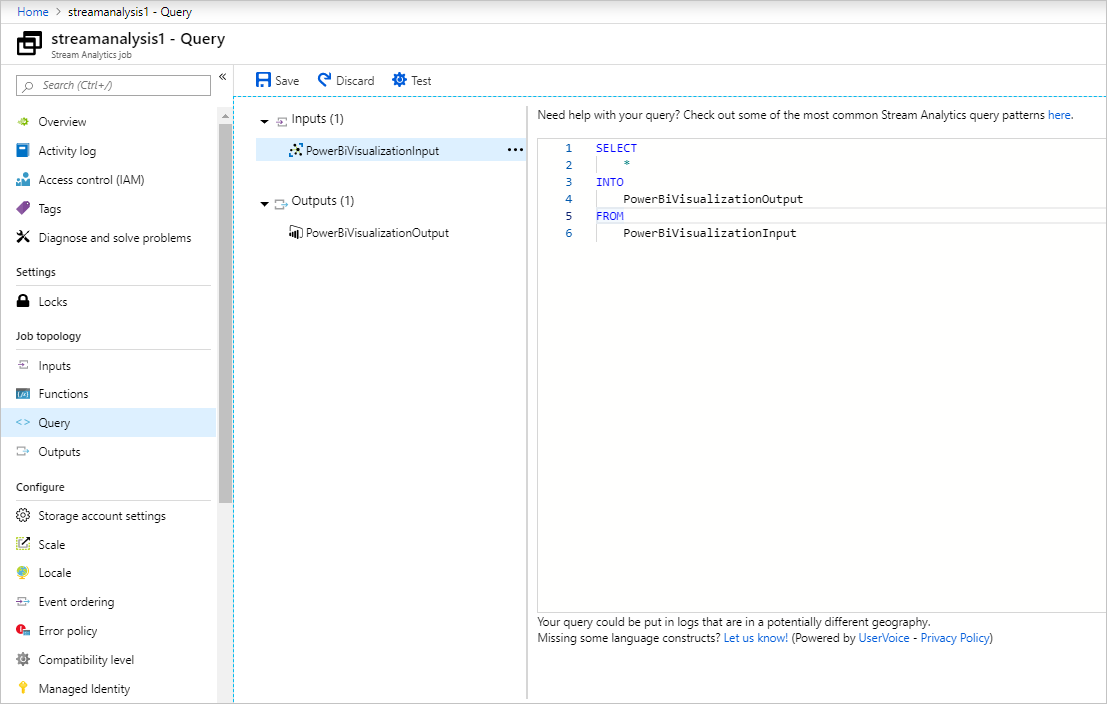 Home > streamanalysis1 - Query
streamanalysis1 - Query
Stream Analytics job
Search (Ctrl+/)
«
Overview
Activity log
Access control (IAM)
Tags
Diagnose and solve problems
Settings
Locks
Job topology
Inputs
Functions
Query
Outputs
Configure
Storage account settings
Scale
Locale
Event ordering
Error policy
Compatibility level
Managed Identity
Save Discard Test
Inputs (1)
PowerBiVisualizationInput ...
Outputs (1)
PowerBiVisualizationOutput
Need help with your query? Check out some of the most common Stream Analytics query patterns here.
1 SELECT
2 *
3 INTO
4 PowerBiVisualizationOutput
5 FROM
6 PowerBiVisualizationInput
Your query could be put in logs that are in a potentially different geography.
Missing some language constructs? Let us know! (Powered by UserVoice - Privacy Policy)